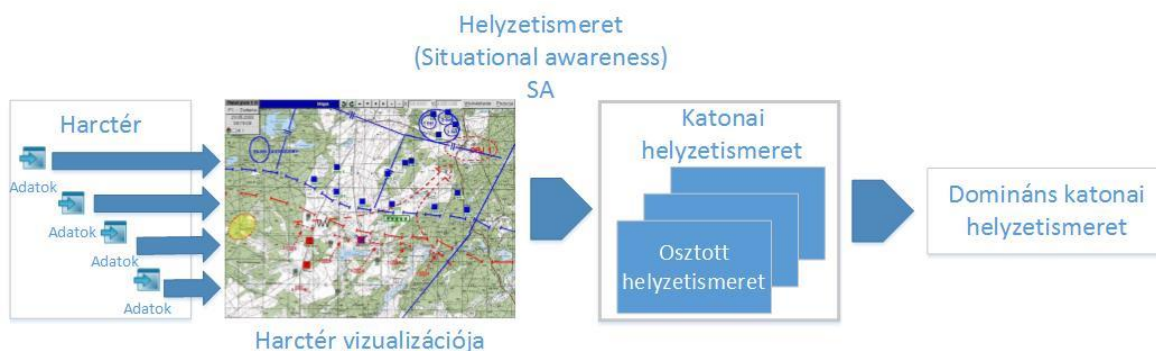 Helyzetismeret
(Situational awareness)
SA
Harctér
Adatok
Adatok
Adatok
Adatok
Harctér vizualizációja
Katonai
helyzetismeret
Osztott
helyzetismeret
Domináns katonai
helyzetismeret